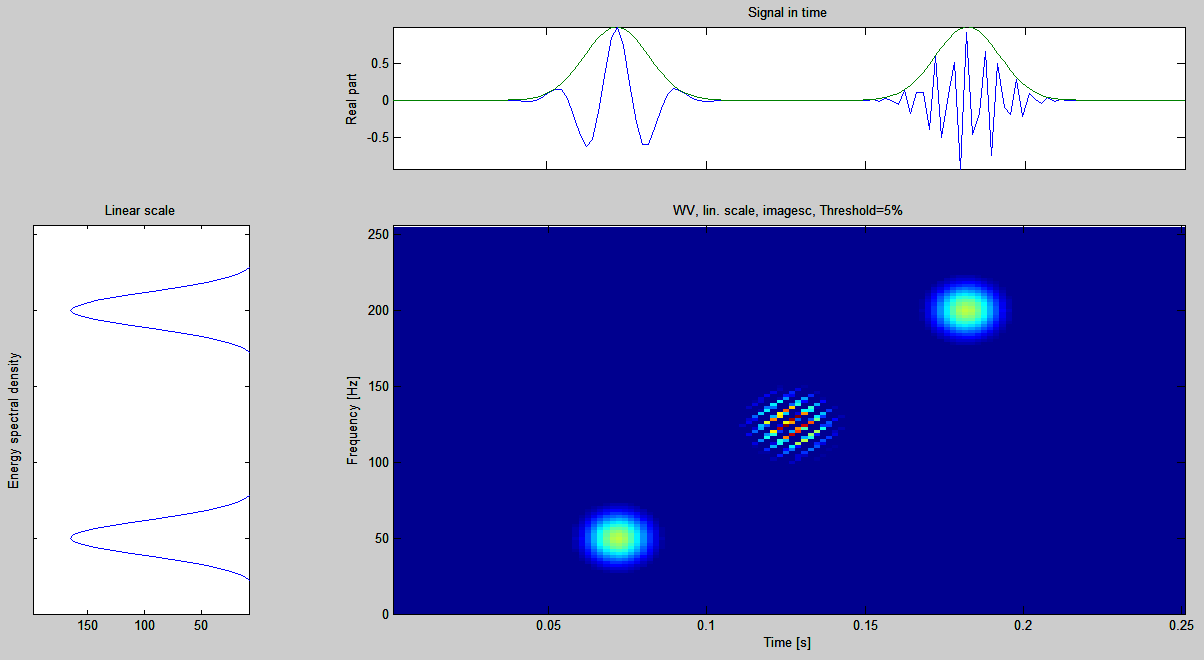 Signal in time
Real part
0.5
0
-0.5
Linear scale
Energy spectral density
150 100 50
WV, lin. scale, imagesc, Threshold=5%
Frequency [Hz]
250
200
150
100
50
0
0.05 0.1 0.15 0.2 0.25
Time [s]